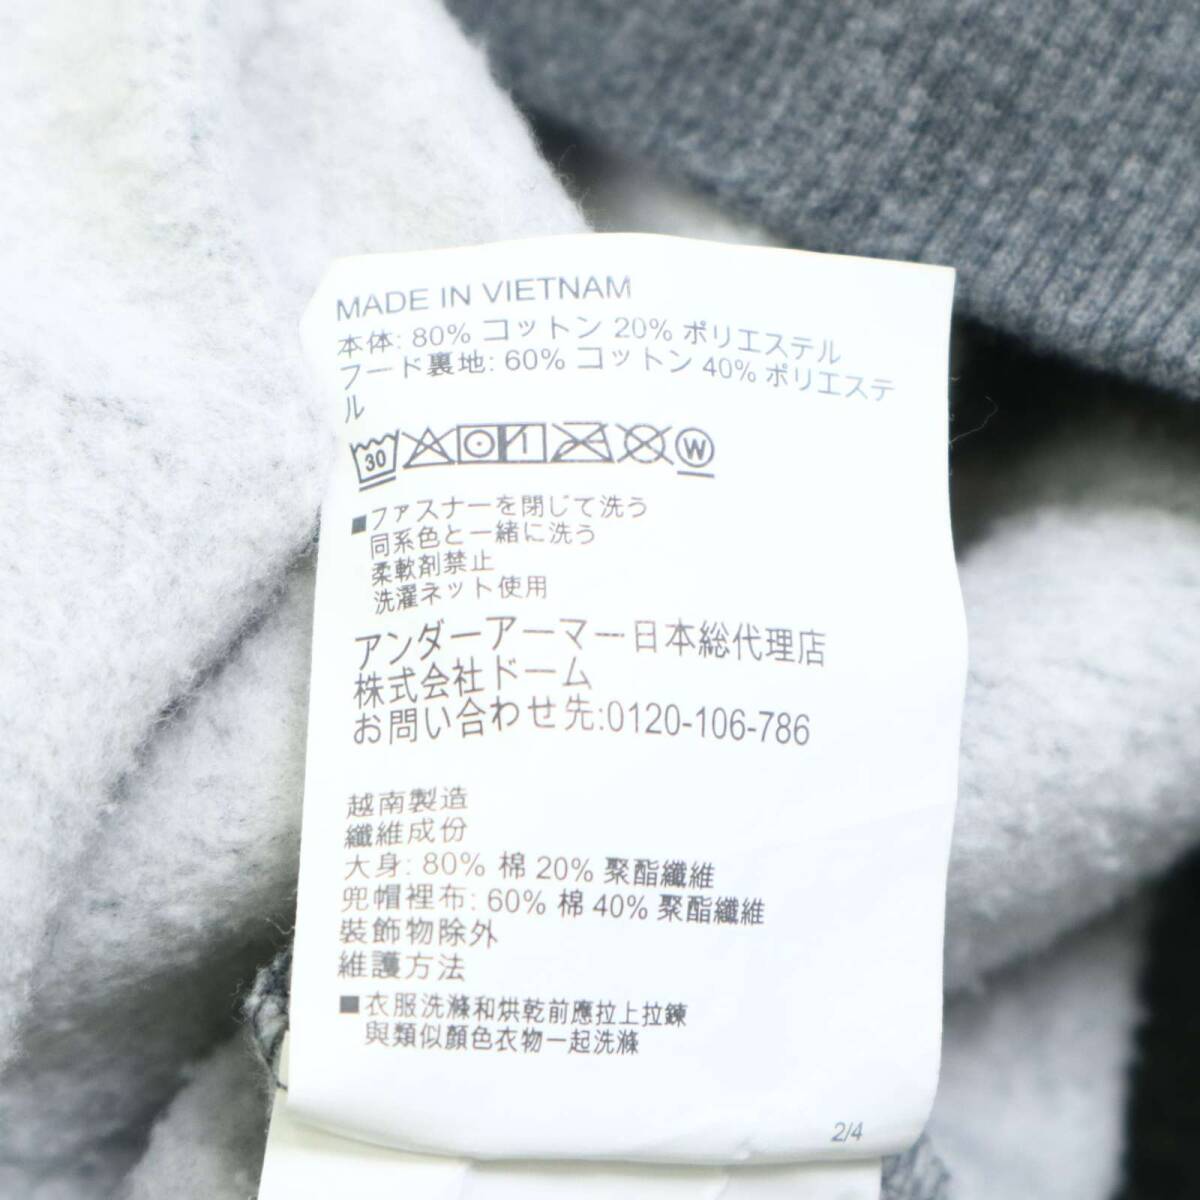 MADE IN VIETNAM
本体: 80% コットン 20% ポリエステル
フード裏地: 60% コットン 40% ポリエステ
ル
30 W
■ファスナーを閉じて洗う
同系色と一緒に洗う
柔軟剤禁止
洗濯ネット使用
アンダーアーマー日本総代理店
株式会社ドーム
お問い合わせ先:0120-106-786
越南製造
纖維成份
大身: 80% 棉 20% 聚酯纖維
兜帽裡布: 60% 棉 40% 聚酯纖維
裝飾物除外
維護方法
■衣服洗滌和烘乾前應拉上拉鍊
與類似顏色衣物一起洗滌
2/4